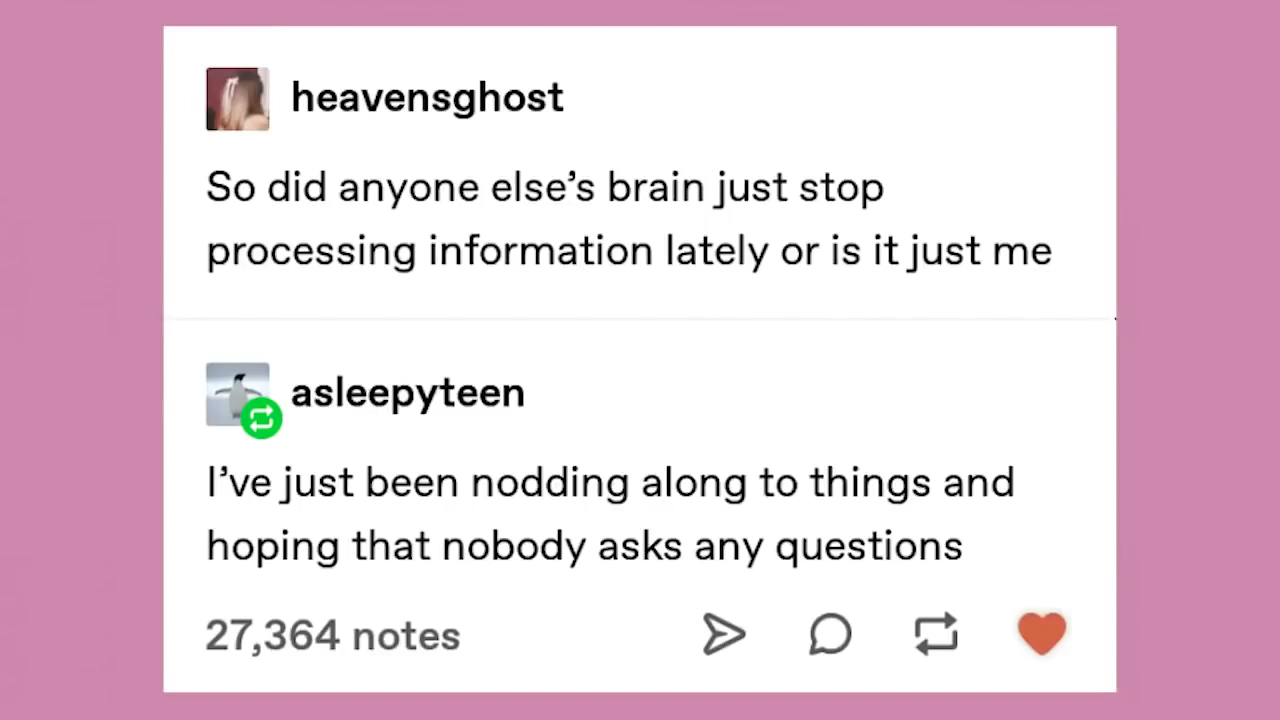 heavensghost
So did anyone else’s brain just stop
processing information lately or is it just me
asleepyteen
I’ve just been nodding along to things and
hoping that nobody asks any questions
27,364 notes